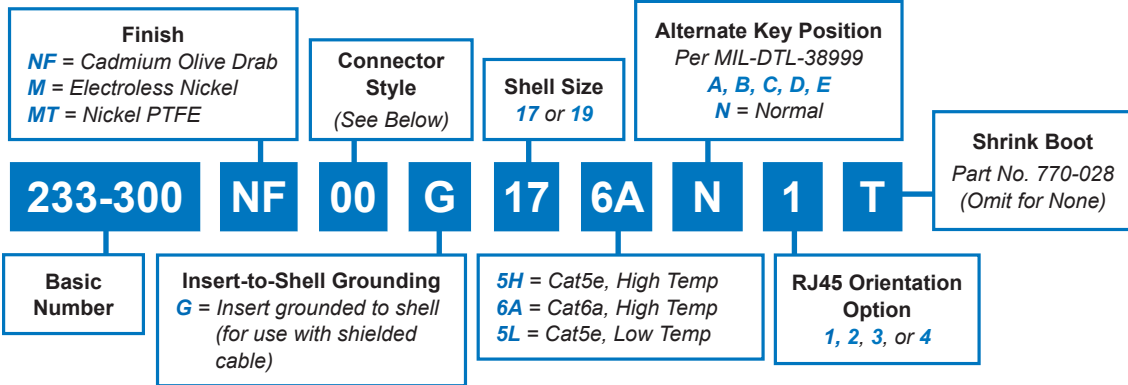 Finish
NF = Cadmium Olive Drab
M = Electroless Nickel
MT = Nickel PTFE
Connector
Style
(See Below)
Shell Size
17 or 19
Alternate Key Position
Per MIL-DTL-38999
A, B, C, D, E
N = Normal
Shrink Boot
Part No. 770-028
(Omit for None)
233-300 NF 00 G 17 6A N 1 T
Basic
Number
Insert-to-Shell Grounding
G = Insert grounded to shell
(for use with shielded
cable)
5H = Cat5e, High Temp
6A = Cat6a, High Temp
5L = Cat5e, Low Temp
RJ45 Orientation
Option
1, 2, 3, or 4